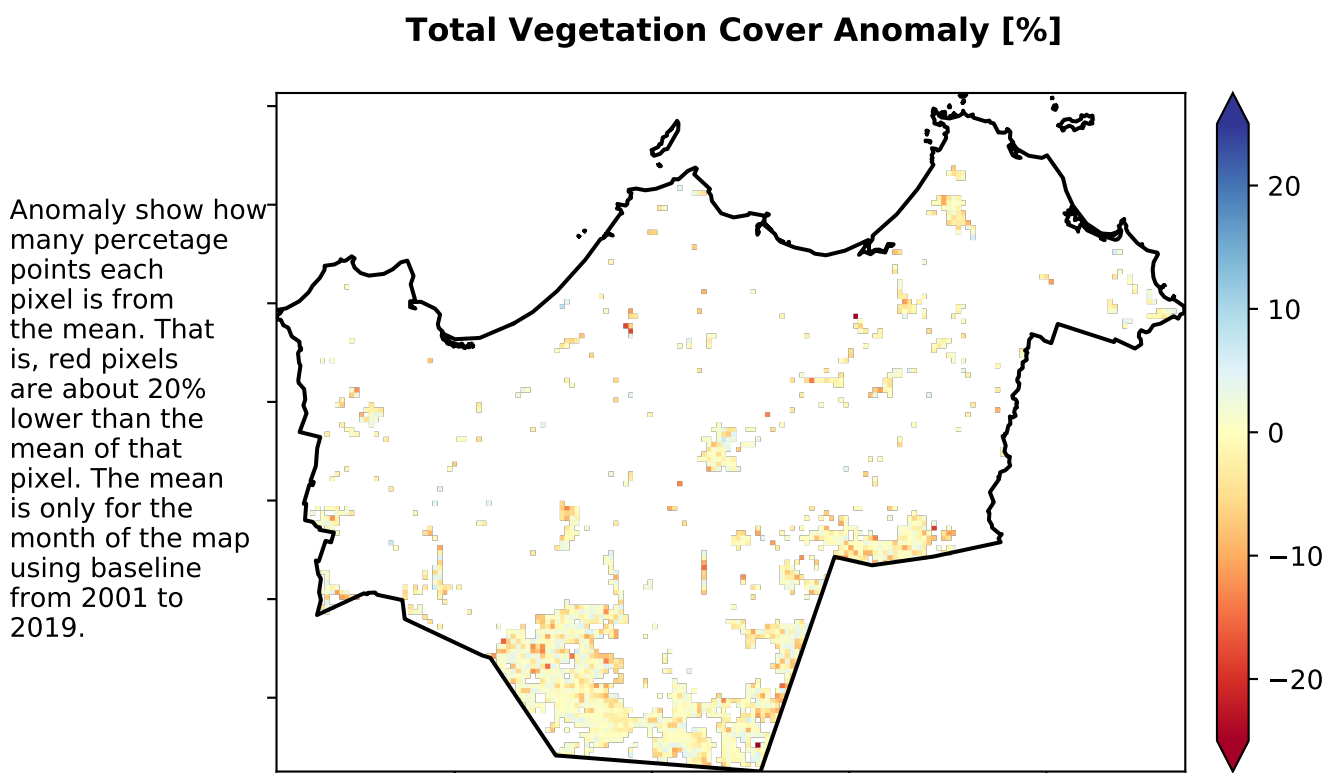 Total Vegetation Cover Anomaly [%]
Anomaly show how
many percetage
points each
pixel is from
the mean. That
is, red pixels
are about 20%
lower than the
mean of that
pixel. The mean
is only for the
month of the map
using baseline
from 2001 to
2019.
20
10
0
−10
−20